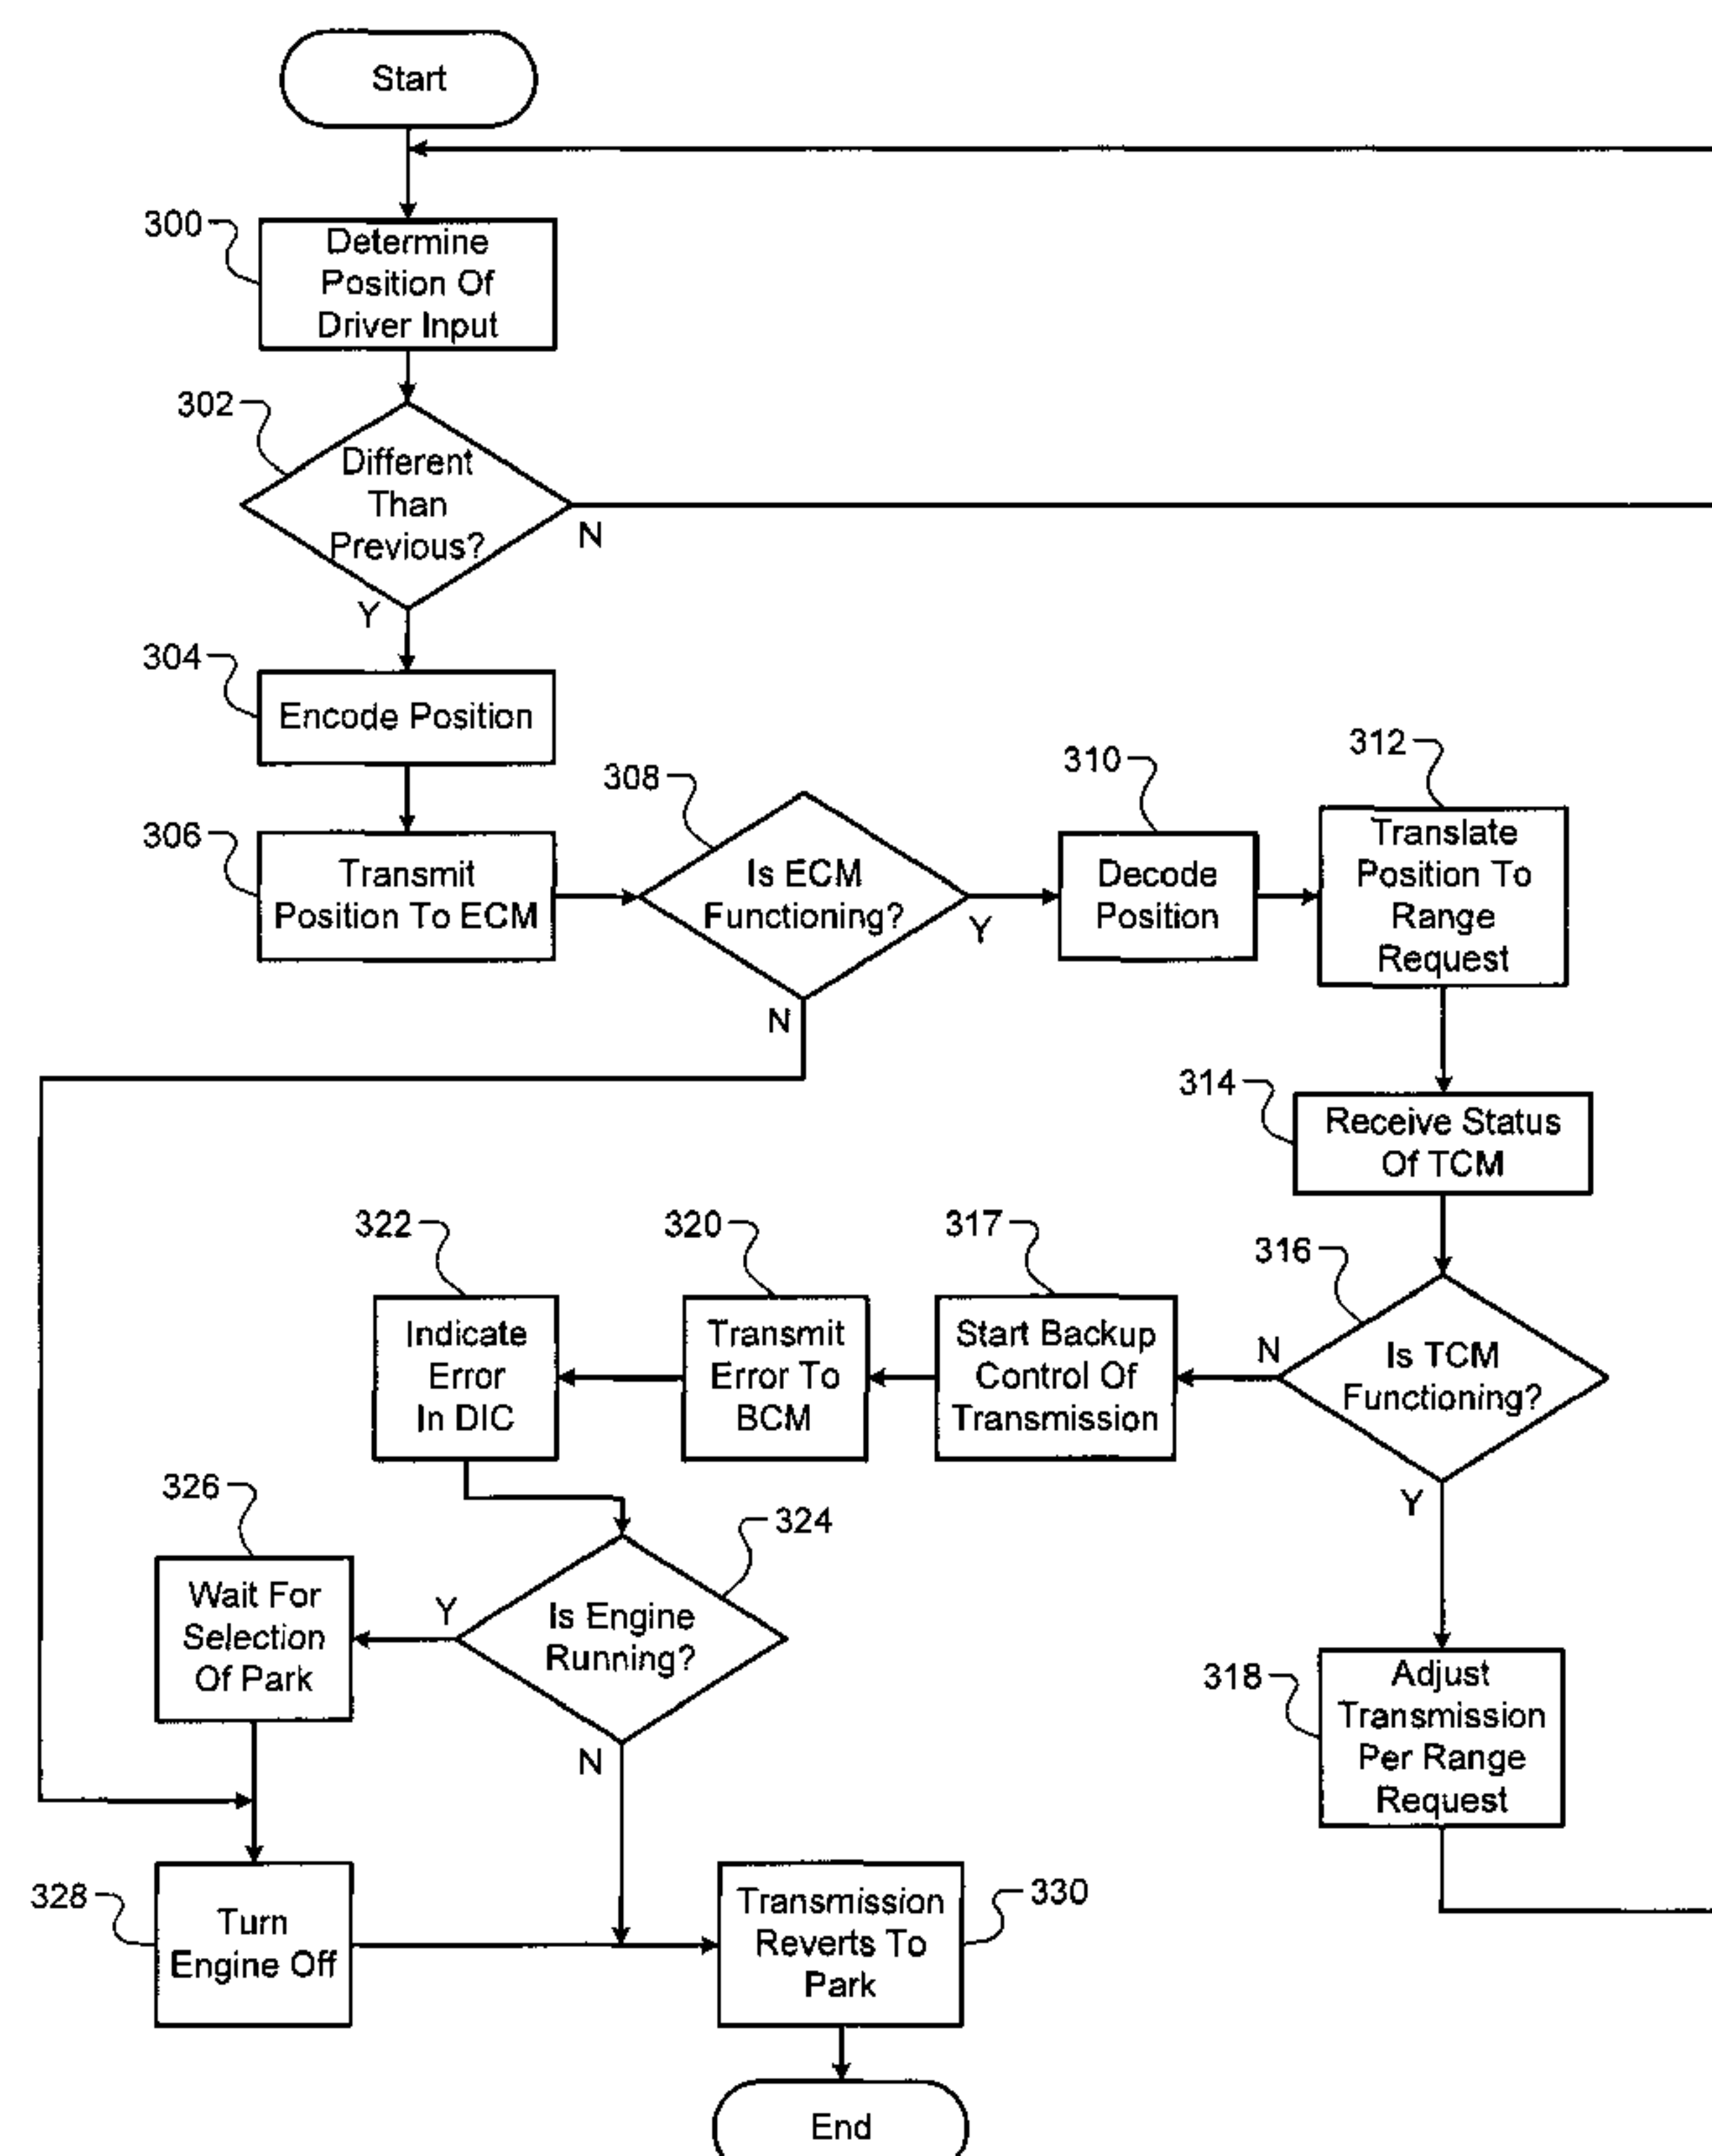 Start
300
Determine
Position Of
Driver Input
302
Different
Than
Previous?
N
Y
304
Encode Position
306
Transmit
Position To ECM
308
Is ECM
Functioning?
Y
N
310
Decode
Position
312
Translate
Position To
Range
Request
314
Receive Status
Of TCM
316
Is TCM
Functioning?
N
Y
317
Start Backup
Control Of
Transmission
320
Transmit
Error To
BCM
322
Indicate
Error
In DIC
324
Is Engine
Running?
Y
N
326
Wait For
Selection
Of Park
318
Adjust
Transmission
Per Range
Request
328
Turn
Engine Off
330
Transmission
Reverts To
Park
End